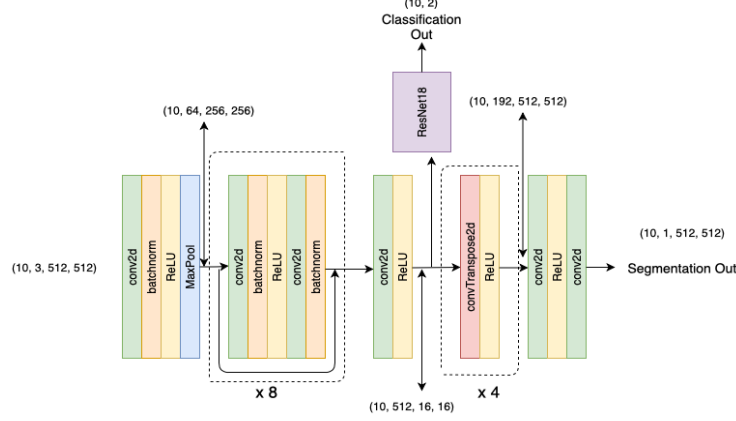 (10, 2)
Classification
Out
ResNet18
(10, 64, 256, 256)
(10, 192, 512, 512)
(10, 3, 512, 512)
conv2d
batchnorm
ReLU
MaxPool
conv2d
batchnorm
ReLU
conv2d
batchnorm
conv2d
ReLU
convTranspose2d
ReLU
conv2d
ReLU
conv2d
(10, 1, 512, 512)
Segmentation Out
x 8
x 4
(10, 512, 16, 16)